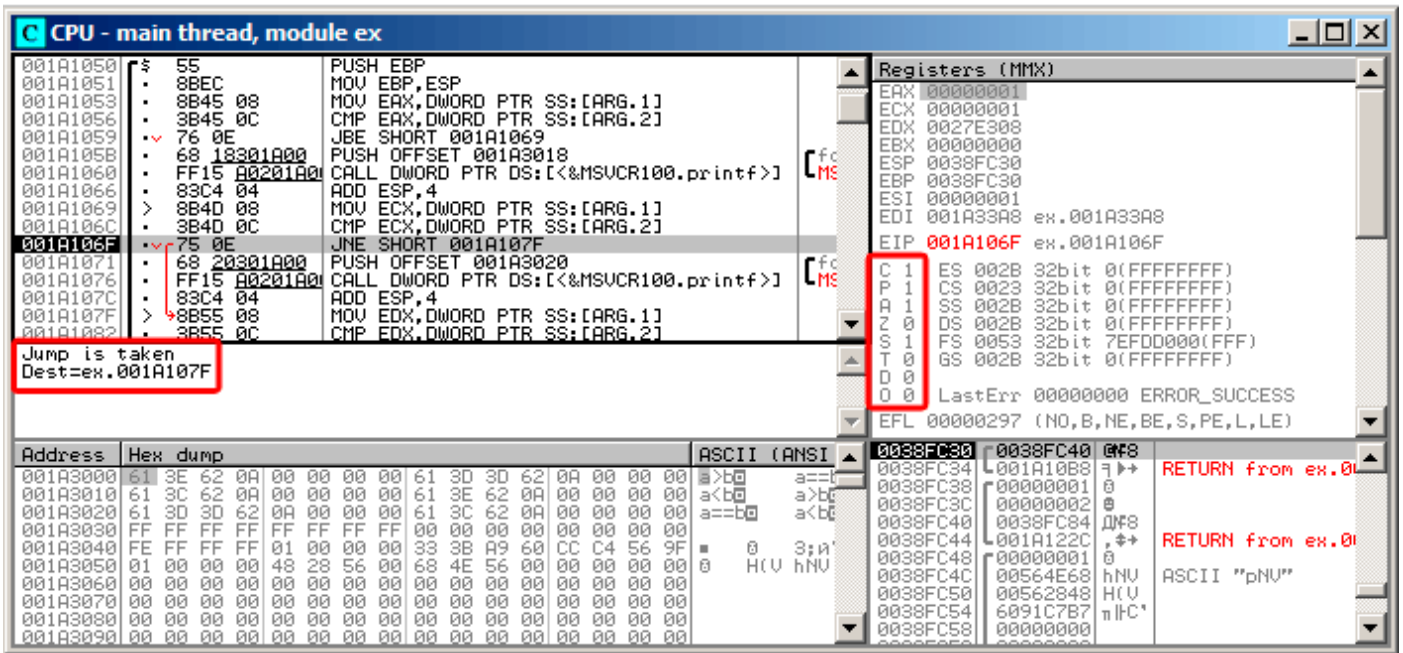 CPU - main thread, module ex
001A1050 $ 55 PUSH EBP
001A1051 . 8BEC MOV EBP,ESP
001A1053 . 8B45 08 MOV EAX,DWORD PTR SS:[ARG.1]
001A1056 . 3B45 0C CMP EAX,DWORD PTR SS:[ARG.2]
001A1059 . 76 0E JBE SHORT 001A1069
001A105B . 68 18301A00 PUSH OFFSET 001A3018
001A1060 . FF15 A0201A00 CALL DWORD PTR DS:[<&MSVCR100.printf>]
001A1066 . 83C4 04 ADD ESP,4
001A1069 > 8B4D 08 MOV ECX,DWORD PTR SS:[ARG.1]
001A106C . 3B4D 0C CMP ECX,DWORD PTR SS:[ARG.2]
001A106F . 75 0E JNE SHORT 001A107F
001A1071 . 68 20301A00 PUSH OFFSET 001A3020
001A1076 . FF15 A0201A00 CALL DWORD PTR DS:[<&MSVCR100.printf>]
001A107C . 83C4 04 ADD ESP,4
001A107F > 8B55 08 MOV EDX,DWORD PTR SS:[ARG.1]
001A1082 . 3B55 0C CMP EDX,DWORD PTR SS:[ARG.2]
Jump is taken
Dest=ex.001A107F
Registers (MMX)
EAX 00000001
ECX 00000001
EDX 0027E308
EBX 00000000
ESP 0038FC30
EBP 0038FC30
ESI 00000001
EDI 001A33A8 ex.001A33A8
EIP 001A106F ex.001A106F
C 1 ES 002B 32bit 0(FFFFFFFF)
P 1 CS 0023 32bit 0(FFFFFFFF)
A 1 SS 002B 32bit 0(FFFFFFFF)
Z 0 DS 002B 32bit 0(FFFFFFFF)
S 1 FS 0053 32bit 7EFDD000(FFF)
T 0 GS 002B 32bit 0(FFFFFFFF)
D 0
O 0 LastErr 00000000 ERROR_SUCCESS
EFL 00000297 (NO,B,NE,BE,S,PE,L,LE)
Address Hex dump ASCII (ANSI
001A3000 61 3E 62 0A 00 00 00 00 61 3D 3D 62 0A 00 00 00 a>b a==
001A3010 61 3C 62 0A 00 00 00 00 61 3E 62 0A 00 00 00 00 a<b a>b
001A3020 61 3D 3D 62 0A 00 00 00 61 3C 62 0A 00 00 00 00 a==b a<b
001A3030 FF FF FF FF FF FF FF FF 00 00 00 00 00 00 00 00
001A3040 FE FF FF FF 01 00 00 00 33 3B A9 60 CC C4 56 9F 3;й
001A3050 01 00 00 00 48 28 56 00 68 4E 56 00 00 00 00 00 H(V hNV
001A3060 00 00 00 00 00 00 00 00 00 00 00 00 00 00 00 00
001A3070 00 00 00 00 00 00 00 00 00 00 00 00 00 00 00 00
001A3080 00 00 00 00 00 00 00 00 00 00 00 00 00 00 00 00
001A3090 00 00 00 00 00 00 00 00 00 00 00 00 00 00 00 00
0038FC30 0038FC40
0038FC34 001A10B8 RETURN from ex.00
0038FC38 00000001
0038FC3C 00000002
0038FC40 0038FC84
0038FC44 001A122C RETURN from ex.00
0038FC48 00000001
0038FC4C 00564E68 hNV ASCII "pNV"
0038FC50 00562848 H(V
0038FC54 6091C7B7
0038FC58 00000000